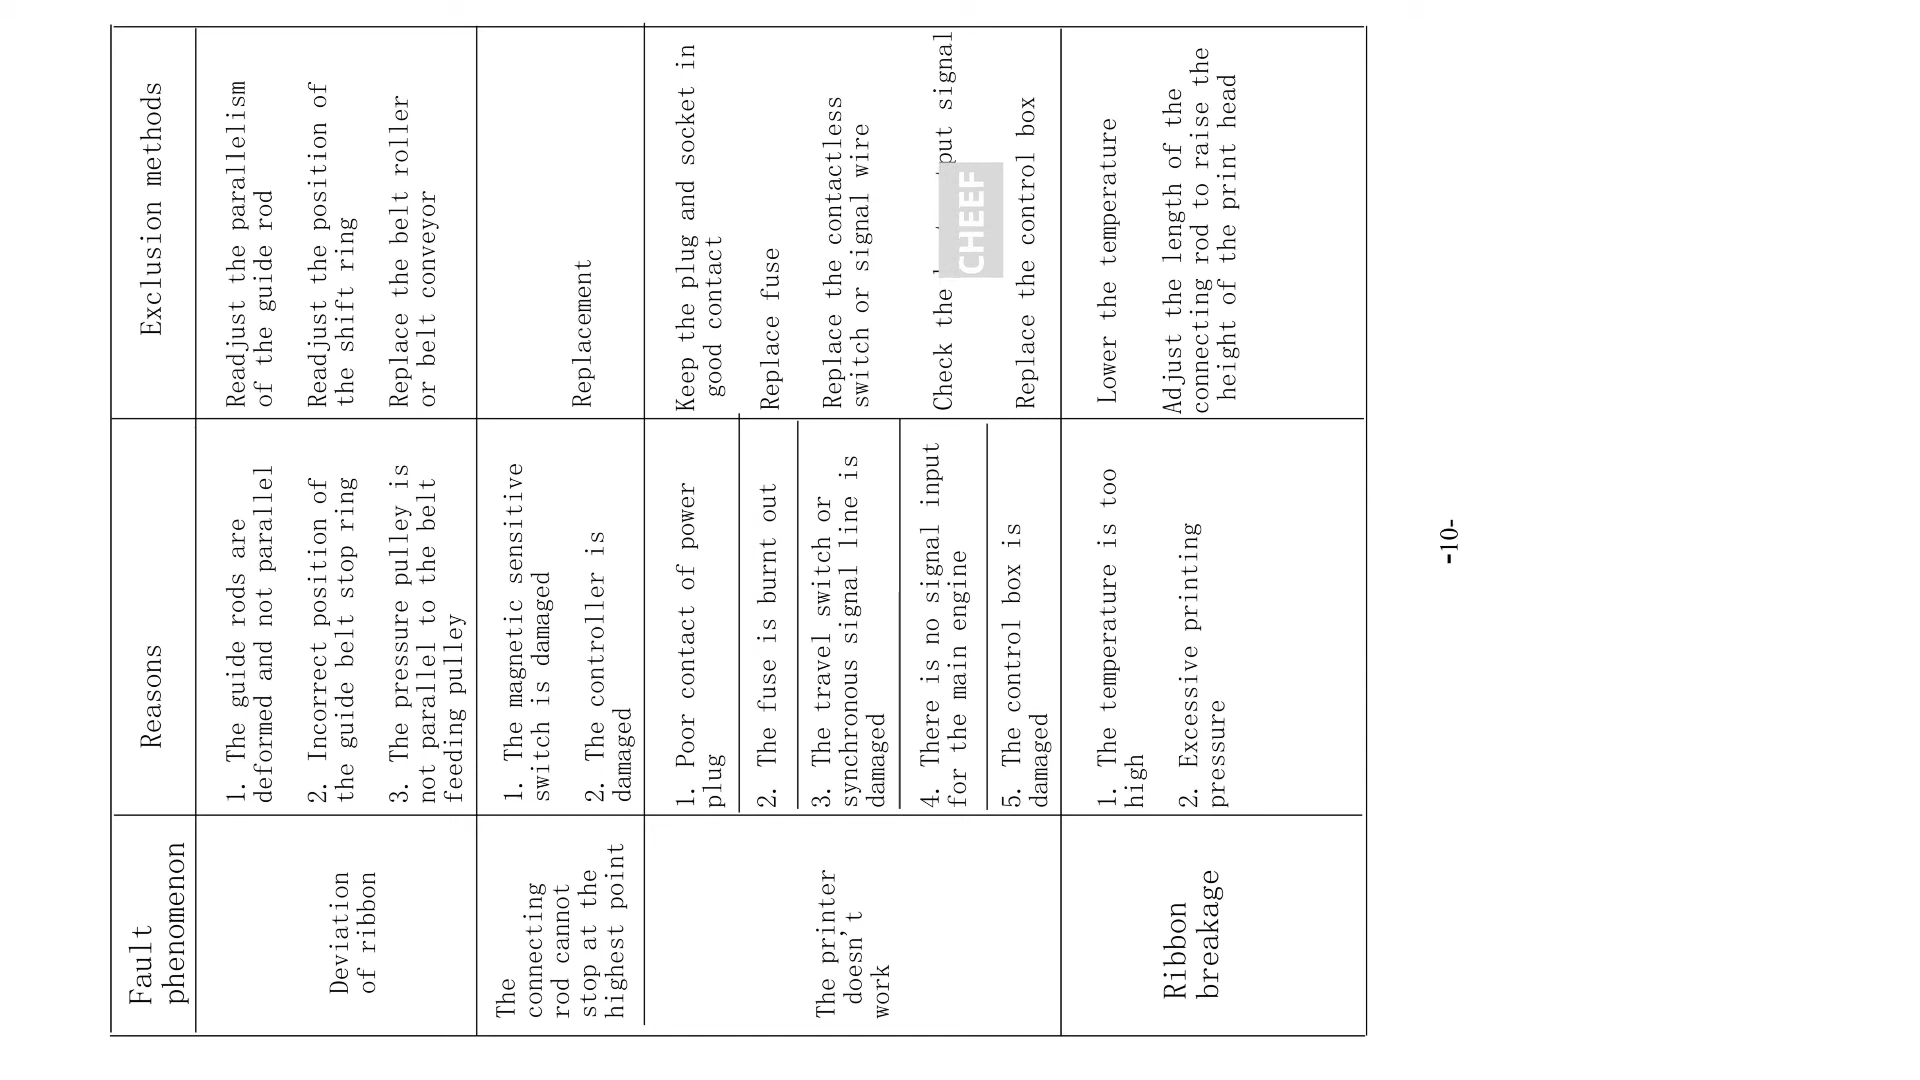 Fault
phenomenon
Reasons
Exclusion methods
Deviation
of ribbon
1. The guide rods are
deformed and not parallel
Readjust the parallelism
of the guide rod
2. Incorrect position of
the guide belt stop ring
Readjust the position of
the shift ring
3. The pressure pulley is
not parallel to the belt
feeding pulley
Replace the belt roller
or belt conveyor
The
connecting
rod cannot
stop at the
highest point
1. The magnetic sensitive
switch is damaged
2. The controller is
damaged
Replacement
The printer
doesn't
work
1. Poor contact of power
plug
Keep the plug and socket in
good contact
2. The fuse is burnt out
Replace fuse
3. The travel switch or
synchronous signal line is
damaged
Replace the contactless
switch or signal wire
4. There is no signal input
for the main engine
Check the signal
CHEEF
5. The control box is
damaged
Replace the control box
Ribbon
breakage
1. The temperature is too
high
Lower the temperature
2. Excessive printing
pressure
Adjust the length of the
connecting rod to raise the
height of the print head
-10-